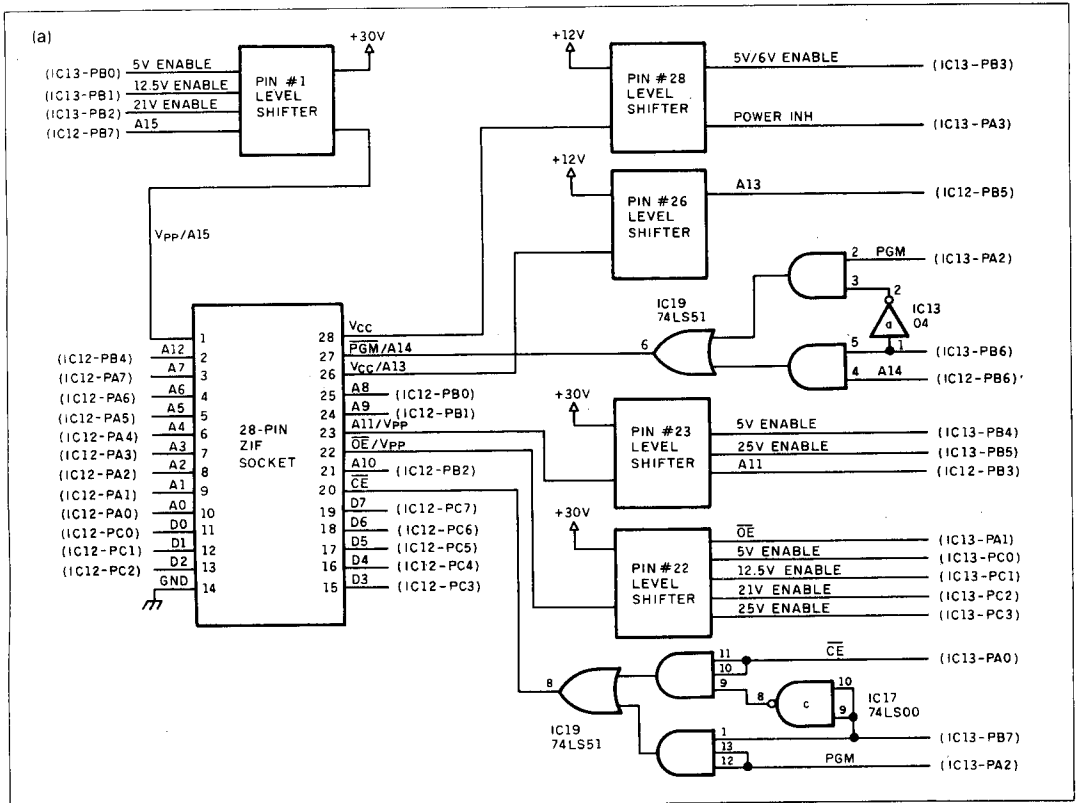 (a)
+30V
(IC13-PB0) 5V ENABLE
(IC13-PB1) 12.5V ENABLE
(IC13-PB2) 21V ENABLE
(IC12-PB7) A15
PIN #1
LEVEL
SHIFTER
VPP/A15
+12V
PIN #28
LEVEL
SHIFTER
5V/6V ENABLE (IC13-PB3)
POWER INH (IC13-PA3)
+12V
PIN #26
LEVEL
SHIFTER
A13 (IC12-PB5)
2 PGM (IC13-PA2)
3
2
IC13
04
a
1
5 (IC13-PB6)
4 A14 (IC12-PB6)'
IC19
74LS51
6
28-PIN
ZIF
SOCKET
1
(IC12-PB4) A12 2
(IC12-PA7) A7 3
(IC12-PA6) A6 4
(IC12-PA5) A5 5
(IC12-PA4) A4 6
(IC12-PA3) A3 7
(IC12-PA2) A2 8
(IC12-PA1) A1 9
(IC12-PA0) A0 10
(IC12-PC0) D0 11
(IC12-PC1) D1 12
(IC12-PC2) D2 13
GND 14
28 VCC
27 P̅G̅M̅/A14
26 VCC/A13
25 A8 (IC12-PB0)
24 A9 (IC12-PB1)
23 A11/VPP
22 O̅E̅/VPP
21 A10 (IC12-PB2)
20 C̅E̅
19 D7 (IC12-PC7)
18 D6 (IC12-PC6)
17 D5 (IC12-PC5)
16 D4 (IC12-PC4)
15 D3 (IC12-PC3)
+30V
PIN #23
LEVEL
SHIFTER
5V ENABLE (IC13-PB4)
25V ENABLE (IC13-PB5)
A11 (IC12-PB3)
+30V
PIN #22
LEVEL
SHIFTER
O̅E̅ (IC13-PA1)
5V ENABLE (IC13-PC0)
12.5V ENABLE (IC13-PC1)
21V ENABLE (IC13-PC2)
25V ENABLE (IC13-PC3)
8
IC19
74LS51
11 C̅E̅ (IC13-PA0)
10
9
8
c
10
9
IC17
74LS00
1 (IC13-PB7)
13
12 PGM (IC13-PA2)